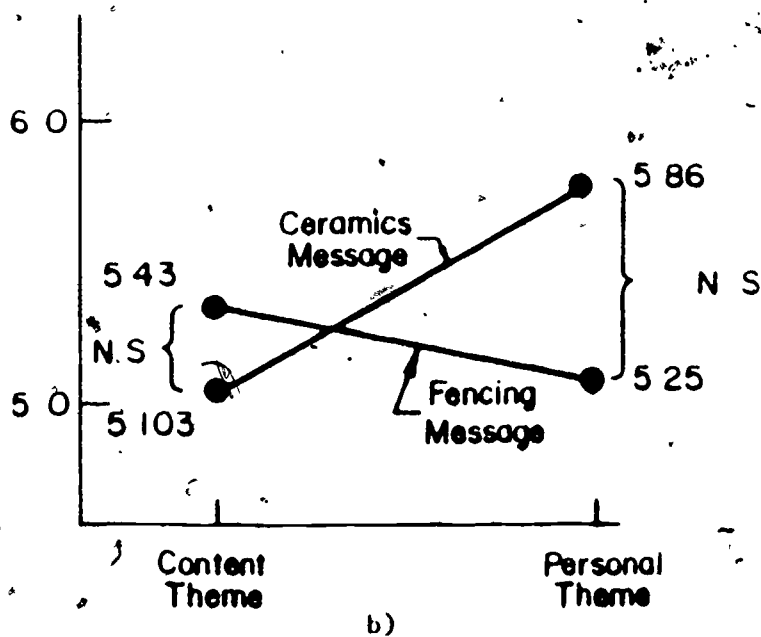 6 0
5 86
Ceramics
Message
5 43
N S
N.S
5 0
5 25
5 103
Fencing
Message
Content
Theme
Personal
Theme
b)